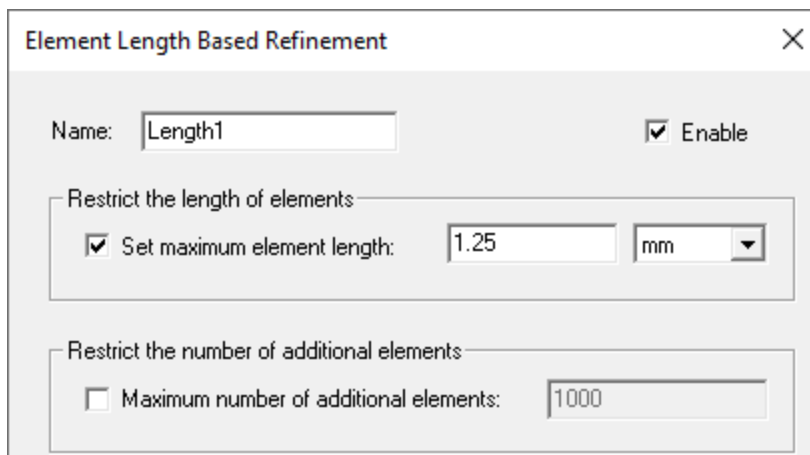 Element Length Based Refinement
Name: Length1 Enable
Restrict the length of elements
Set maximum element length: 1.25 mm
Restrict the number of additional elements
Maximum number of additional elements: 1000